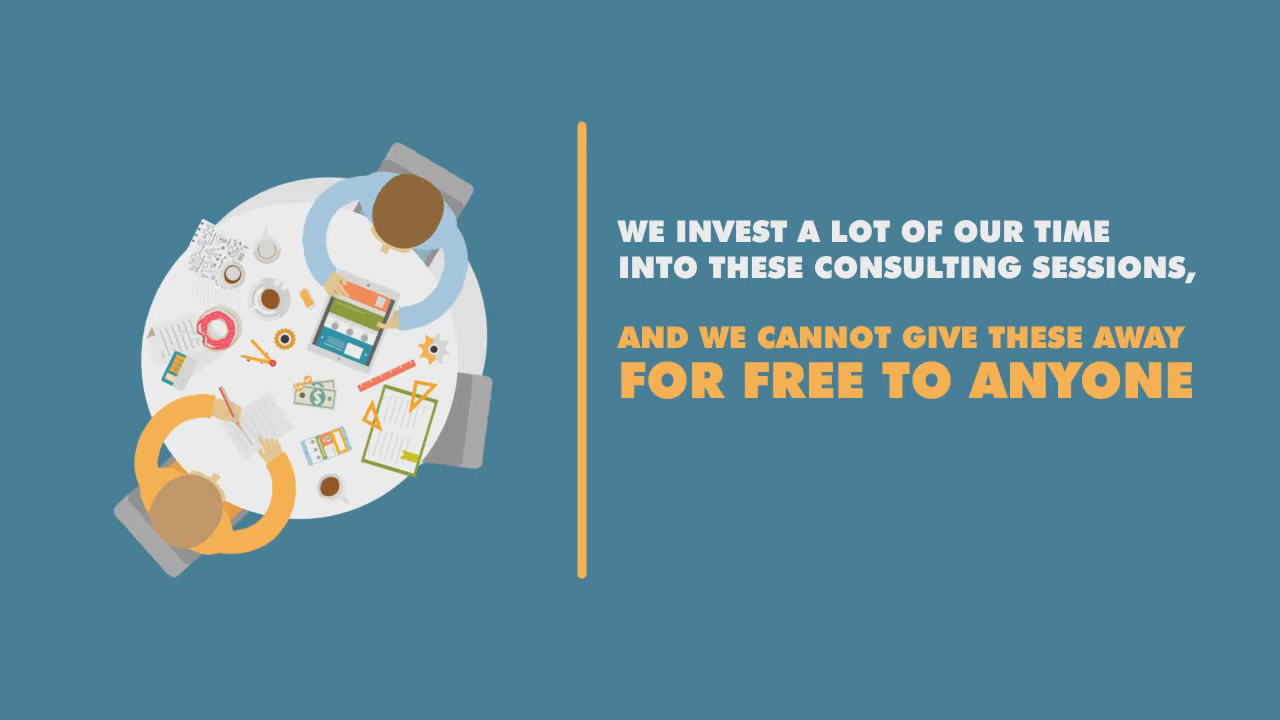 WE INVEST A LOT OF OUR TIME
INTO THESE CONSULTING SESSIONS,
AND WE CANNOT GIVE THESE AWAY
FOR FREE TO ANYONE